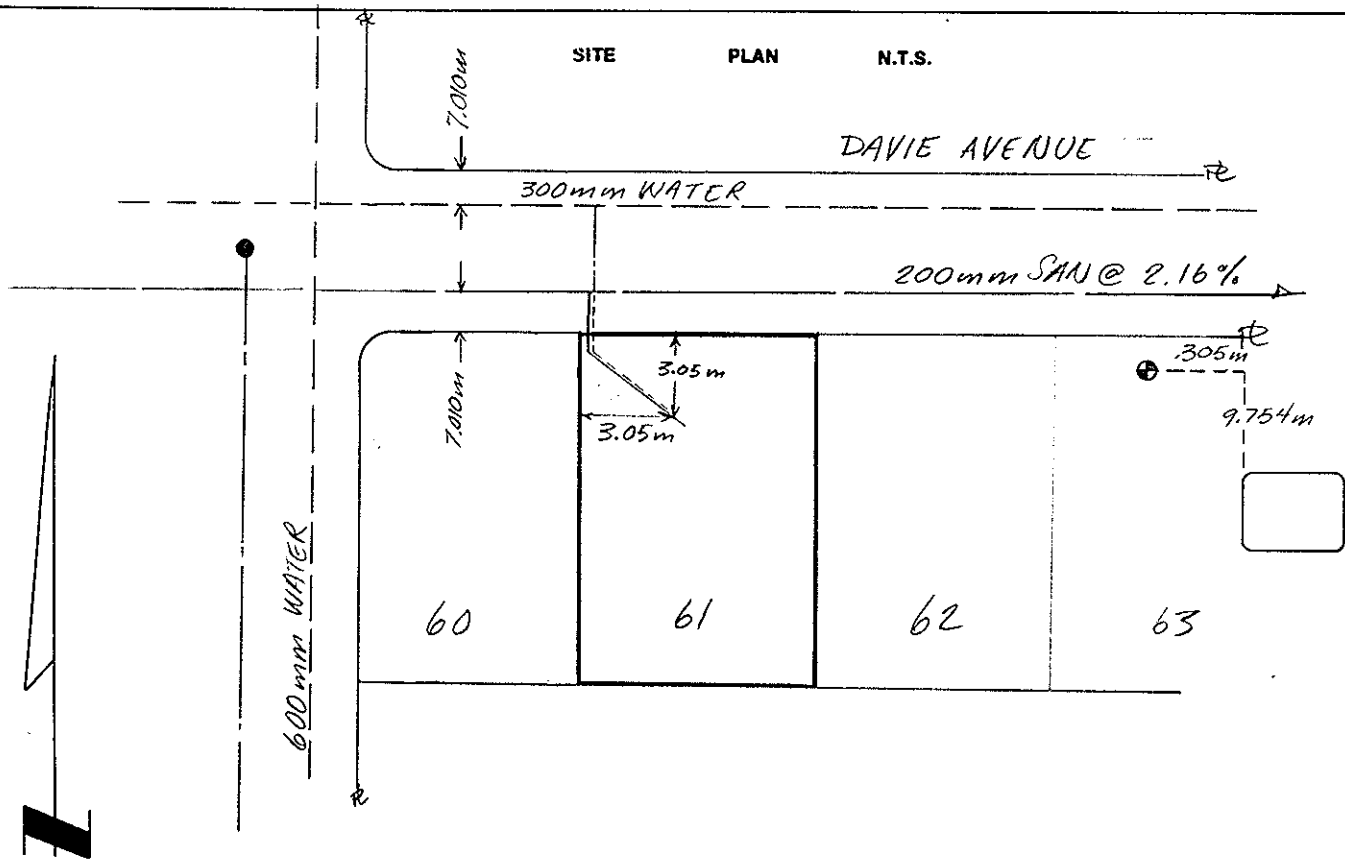 SITE PLAN N.T.S.
7.010m
DAVIE AVENUE
300mm WATER
200mm SAN @ 2.16%
.305m
3.05m
7.010m
9.754m
3.05m
600mm WATER
60 61 62 63